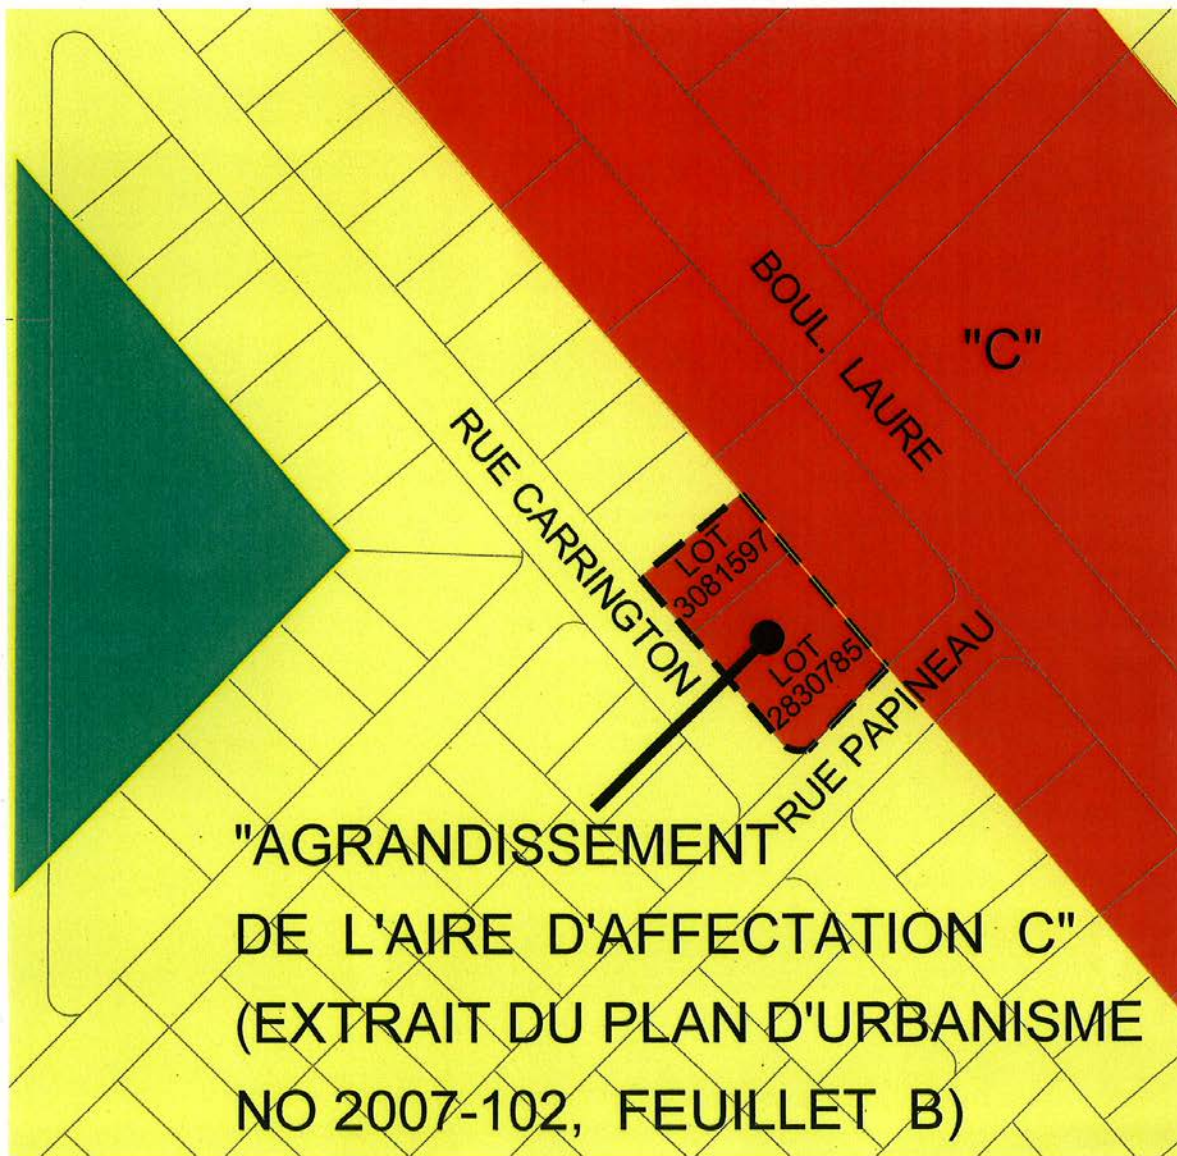 BOUL. LAURE
"C"
RUE CARRINGTON
LOT
3081597
LOT
2830785
RUE PAPINEAU
"AGRANDISSEMENT
DE L'AIRE D'AFFECTATION C"
(EXTRAIT DU PLAN D'URBANISME
NO 2007-102, FEUILLET B)